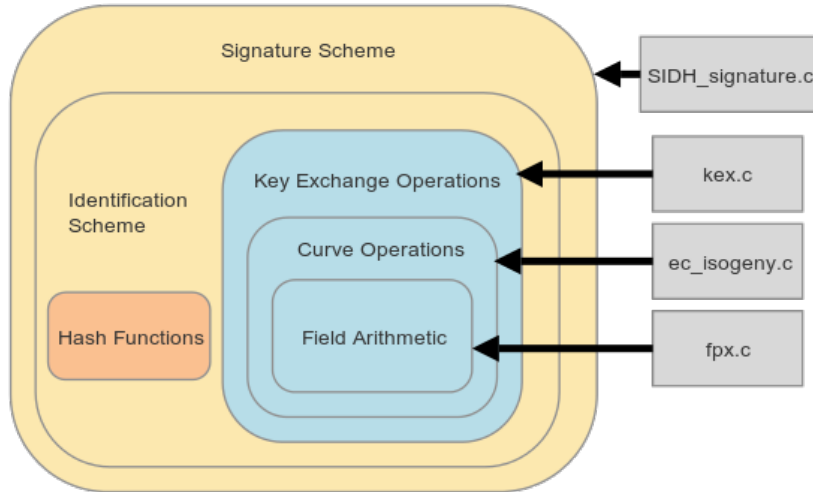 Signature Scheme
SIDH_signature.c
Key Exchange Operations
kex.c
Identification
Scheme
Curve Operations
ec_isogeny.c
Hash Functions
Field Arithmetic
fpx.c